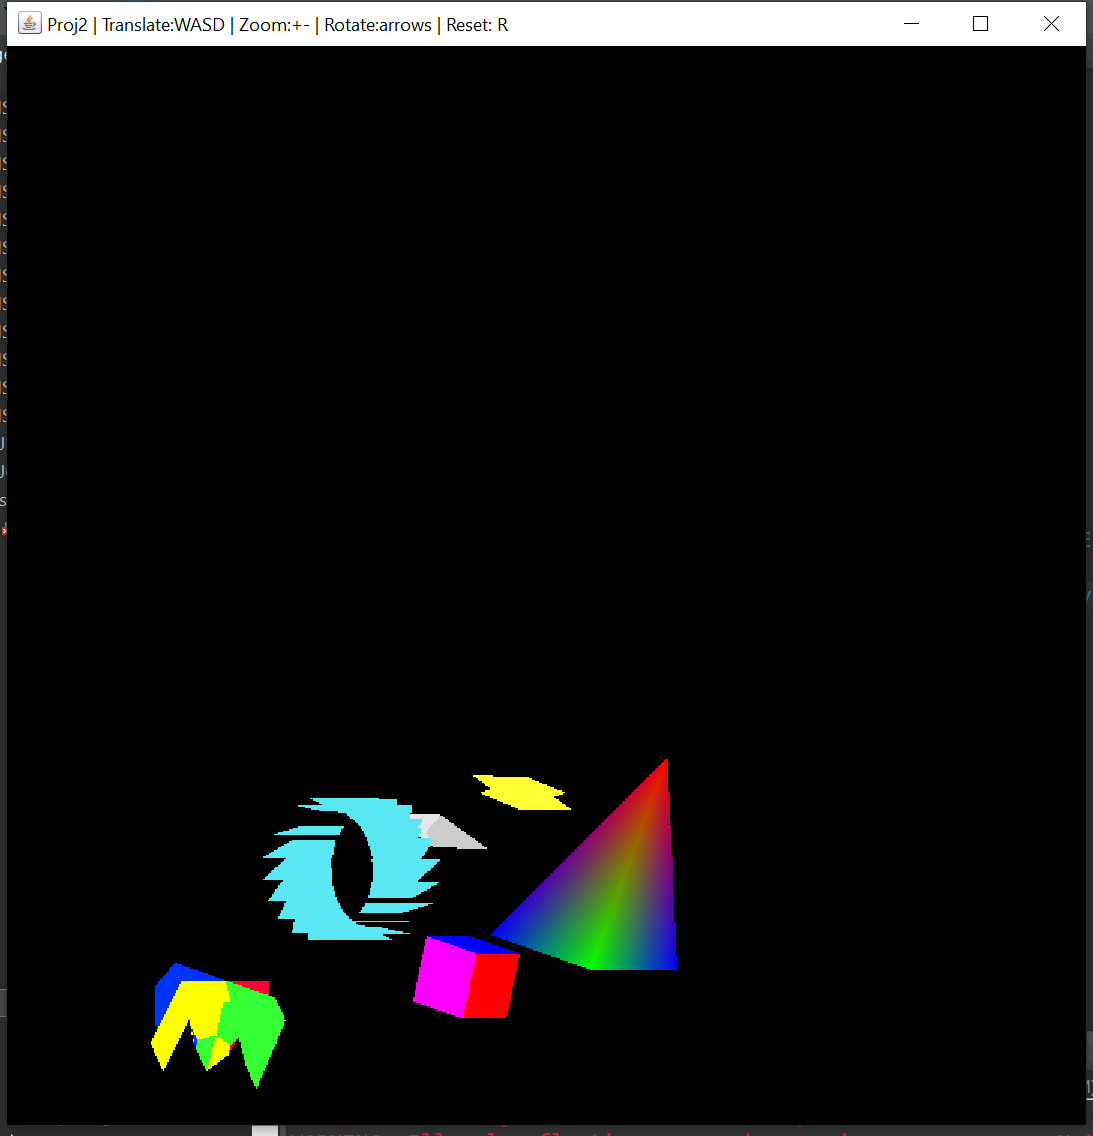 Proj2 | Translate:WASD | Zoom:+- | Rotate:arrows | Reset: R